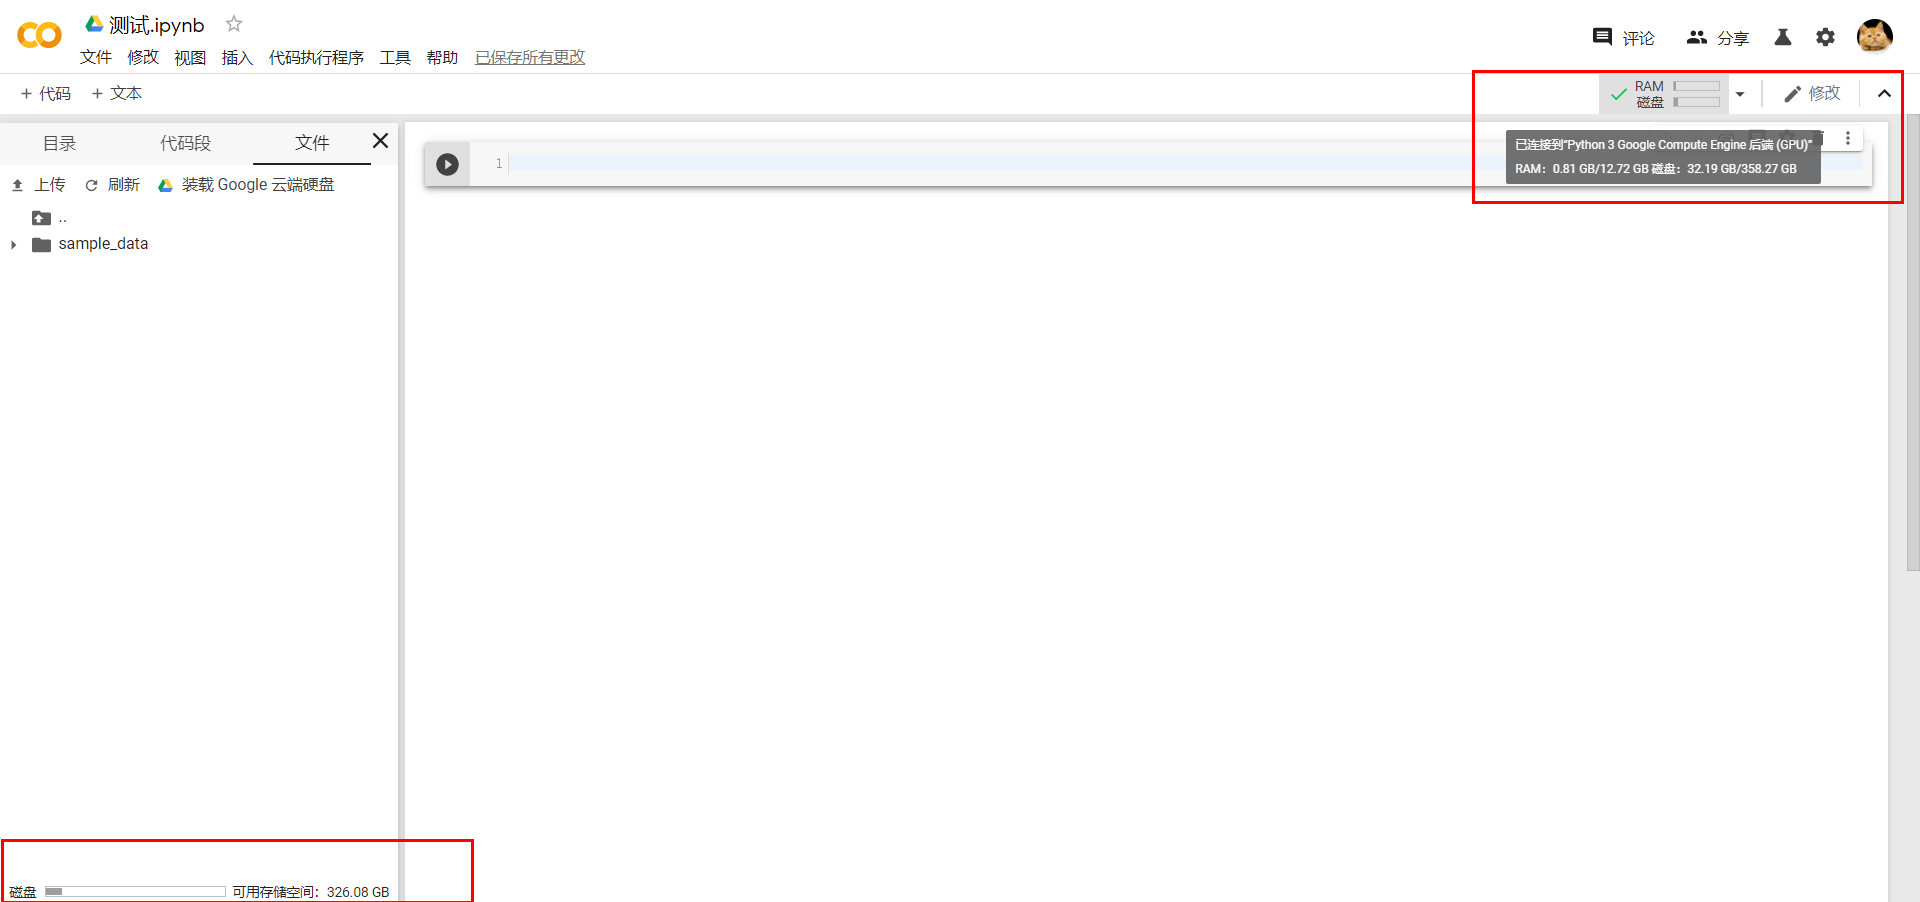 测试.ipynb
文件 修改 视图 插入 代码执行程序 工具 帮助 已保存所有更改
评论 分享
+ 代码 + 文本
RAM
磁盘
修改
目录 代码段 文件
已连接到“Python 3 Google Compute Engine 后端 (GPU)”
RAM：0.81 GB/12.72 GB 磁盘：32.19 GB/358.27 GB
1
上传 刷新 装载 Google 云端硬盘
..
sample_data
磁盘 可用存储空间：326.08 GB